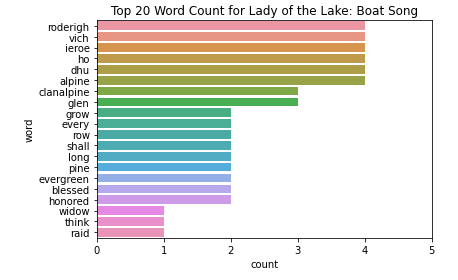 Top 20 Word Count for Lady of the Lake: Boat Song
roderigh
vich
ieroe
ho
dhu
alpine
clanalpine
glen
grow
every
row
shall
long
pine
evergreen
blessed
honored
widow
think
raid
word
0 1 2 3 4 5
count